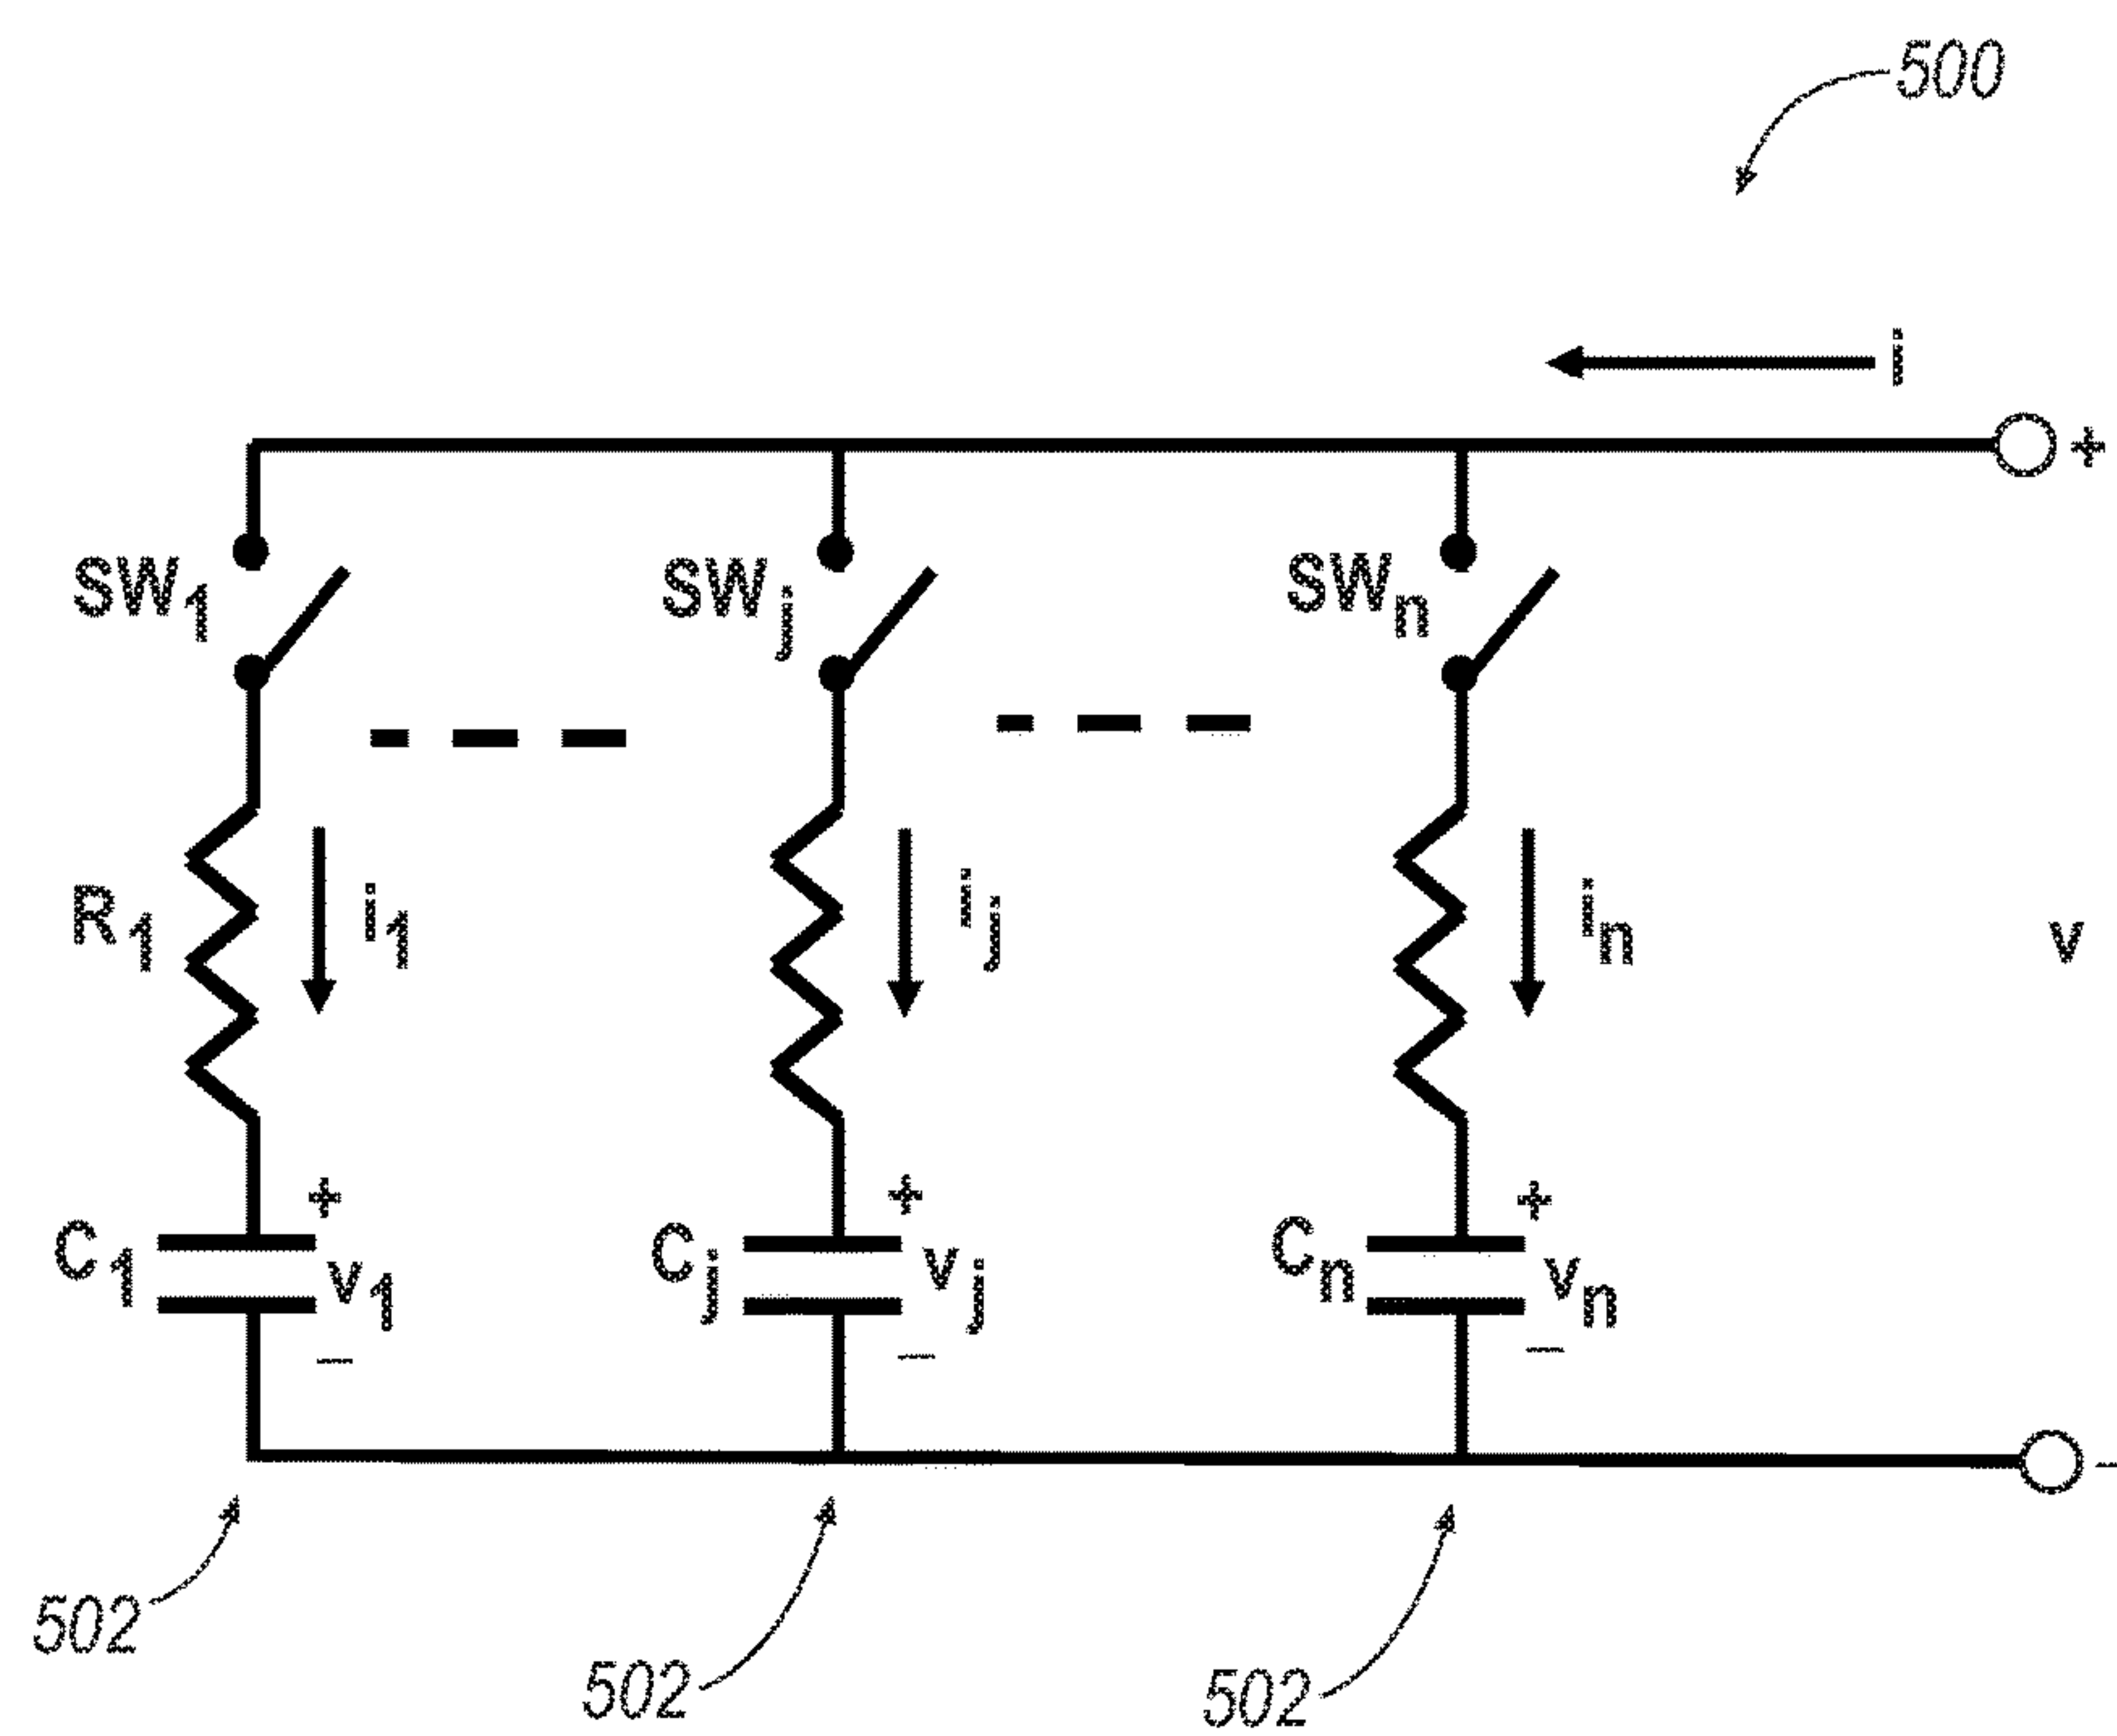 500
i
+
SW1
SWj
SWn
R1
i1
ij
in
v
+
+
+
C1
v1
Cj
vj
Cn
vn
−
−
−
−
502
502
502